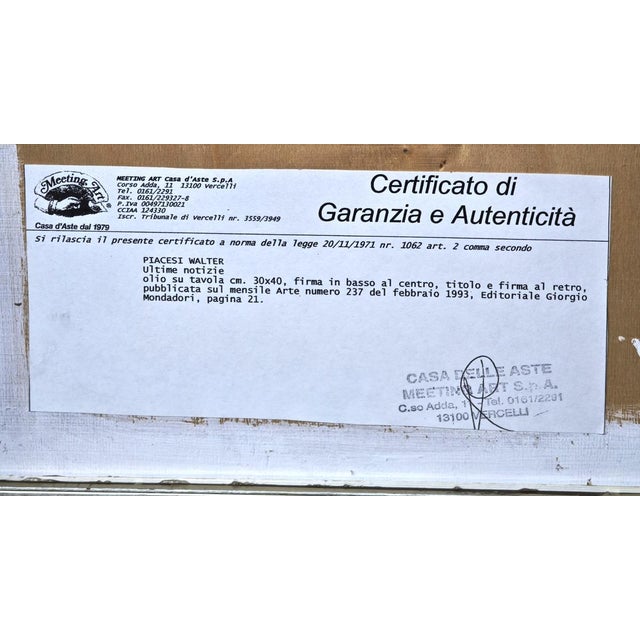 Meeting Art
®
Casa d'Aste dal 1979
MEETING ART Casa d'Aste S.p.A
Corso Adda, 11 13100 Vercelli
Tel. 0161/2291
Fax. 0161/229327-8
P.Iva 00497130021
CCIAA 124330
Iscr. Tribunale di Vercelli nr. 3559/3949
Certificato di
Garanzia e Autenticità
Si rilascia il presente certificato a norma della legge 20/11/1971 nr. 1062 art. 2 comma secondo
PIACESI WALTER
Ultime notizie
olio su tavola cm. 30x40, firma in basso al centro, titolo e firma al retro,
pubblicata sul mensile Arte numero 237 del febbraio 1993, Editoriale Giorgio
Mondadori, pagina 21.
CASA DELLE ASTE
MEETING ART S.p.A.
C.so Adda, 1 - Tel. 0161/2291
13100 VERCELLI